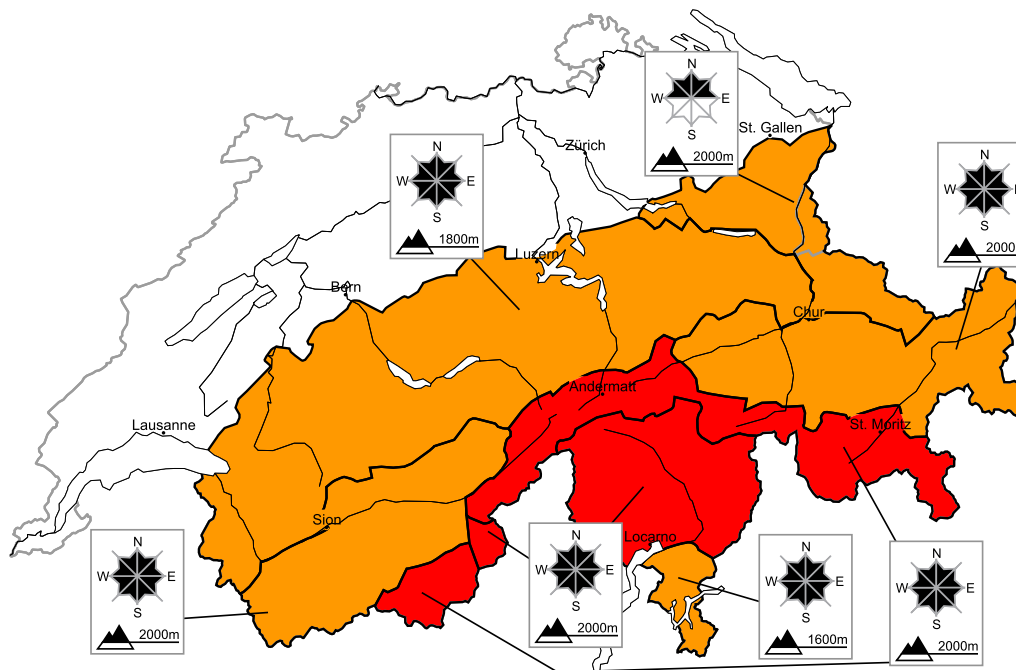 N
W E
S
2000m
St. Gallen
Zürich
N
W E
S
1800m
N
W
S
2000
Luzern
Bern
Chur
Andermatt
Lausanne
St. Moritz
Sion
Locarno
N
W E
S
2000m
N
W E
S
2000m
N
W E
S
1600m
N
W E
S
2000m